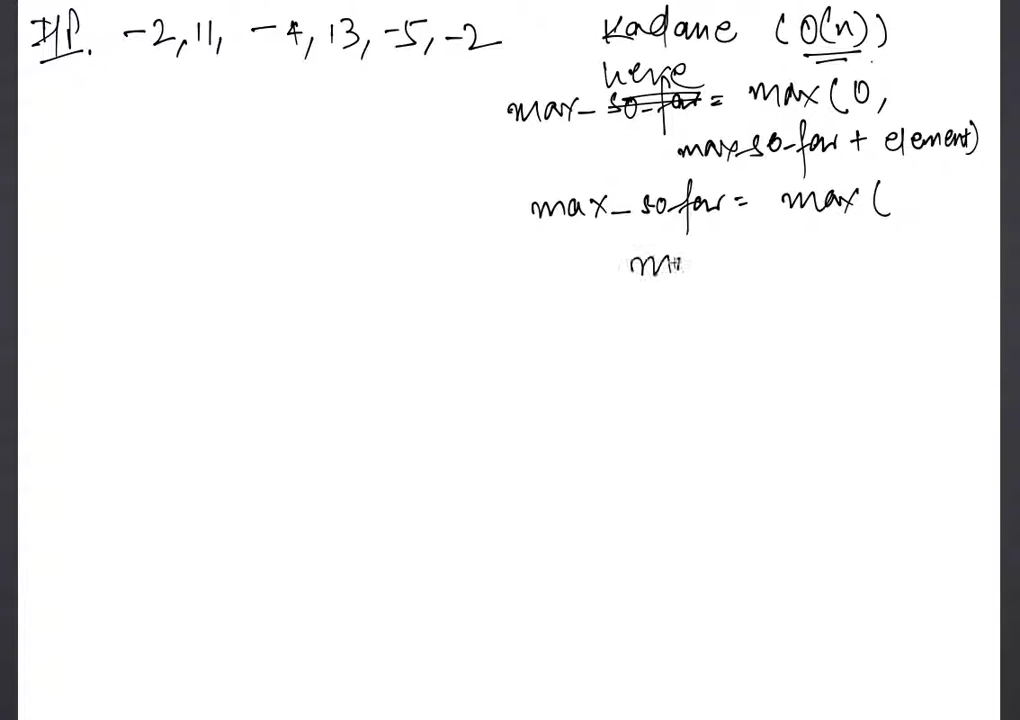 I/P. -2, 11, -4, 13, -5, -2
Kadane (O(n))
here
max_ so-far = max(0,
max-so-far + element)
max_so-far = max(
m